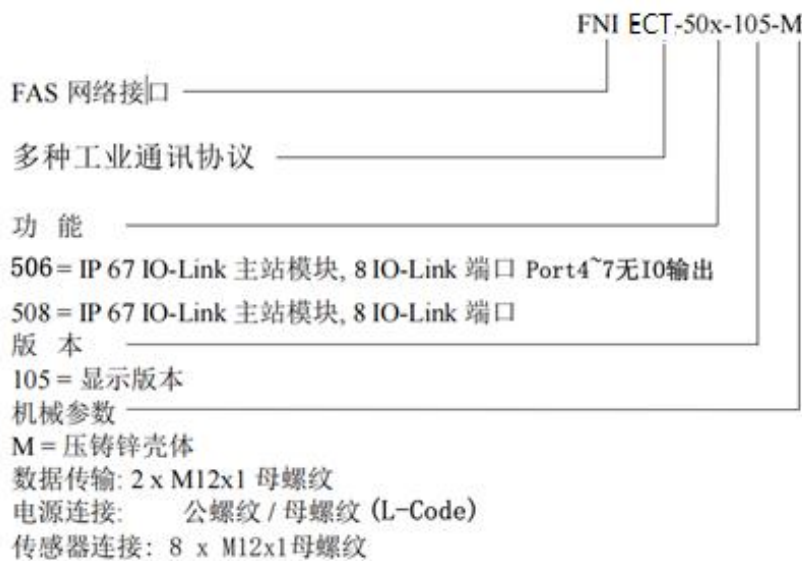 FNI ECT-50x-105-M
FAS 网络接口
多种工业通讯协议
功 能
506 = IP 67 IO-Link 主站模块, 8 IO-Link 端口 Port4~7无IO输出
508 = IP 67 IO-Link 主站模块, 8 IO-Link 端口
版 本
105 = 显示版本
机械参数
M = 压铸锌壳体
数据传输: 2 x M12x1 母螺纹
电源连接: 公螺纹 / 母螺纹 (L-Code)
传感器连接: 8 x M12x1母螺纹